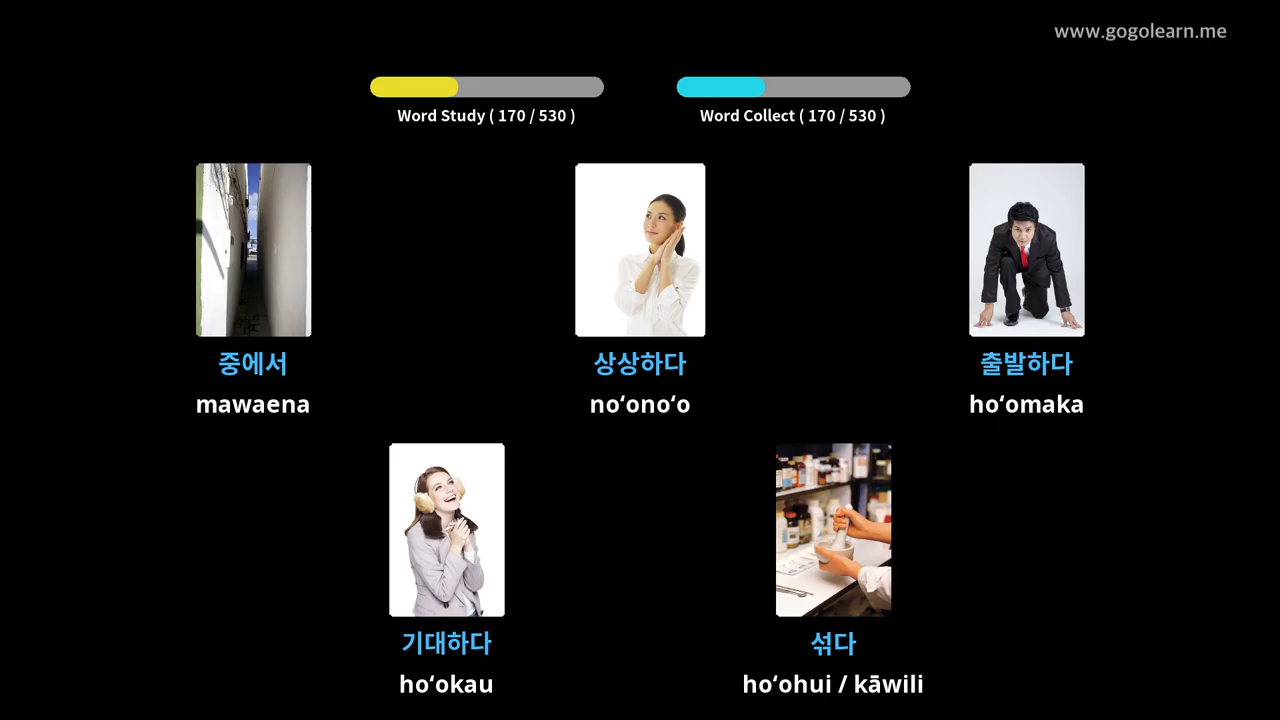 www.gogolearn.me
Word Study ( 170 / 530 )
Word Collect ( 170 / 530 )
중에서
mawaena
상상하다
noʻonoʻo
출발하다
hoʻomaka
기대하다
hoʻokau
섞다
hoʻohui / kāwili